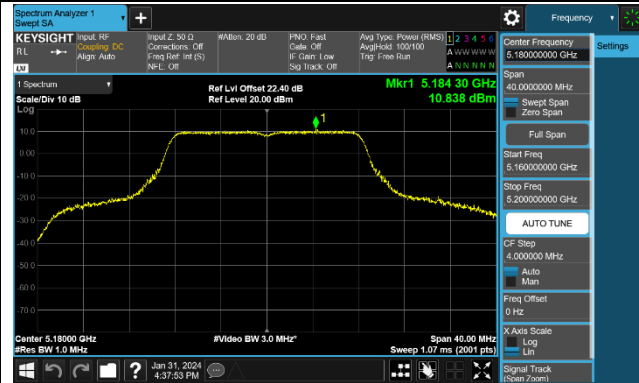 Spectrum Analyzer 1
Swept SA
Frequency
KEYSIGHT
RL
LXI
Input: RF
Coupling: DC
Align: Auto
Input Z: 50 Ω
Corrections: Off
Freq Ref: Int (S)
NFE: Off
#Atten: 20 dB
PNO: Fast
Gate: Off
IF Gain: Low
Sig Track: Off
Avg Type: Power (RMS)
Avg|Hold: 100/100
Trig: Free Run
1 2 3 4 5 6
A W W W W W
A N N N N N
1 Spectrum
Scale/Div 10 dB
Ref Lvl Offset 22.40 dB
Ref Level 20.00 dBm
Mkr1 5.184 30 GHz
10.838 dBm
Log
1
10.0
0.00
-10.0
-20.0
-30.0
-40.0
-50.0
-60.0
-70.0
Center 5.18000 GHz
#Res BW 1.0 MHz
#Video BW 3.0 MHz*
Span 40.00 MHz
Sweep 1.07 ms (2001 pts)
Jan 31, 2024
4:37:53 PM
?
Center Frequency
5.180000000 GHz
Settings
Span
40.0000000 MHz
Swept Span
Zero Span
Full Span
Start Freq
5.160000000 GHz
Stop Freq
5.200000000 GHz
AUTO TUNE
CF Step
4.000000 MHz
Auto
Man
Freq Offset
0 Hz
X Axis Scale
Log
Lin
Signal Track
(Span Zoom)